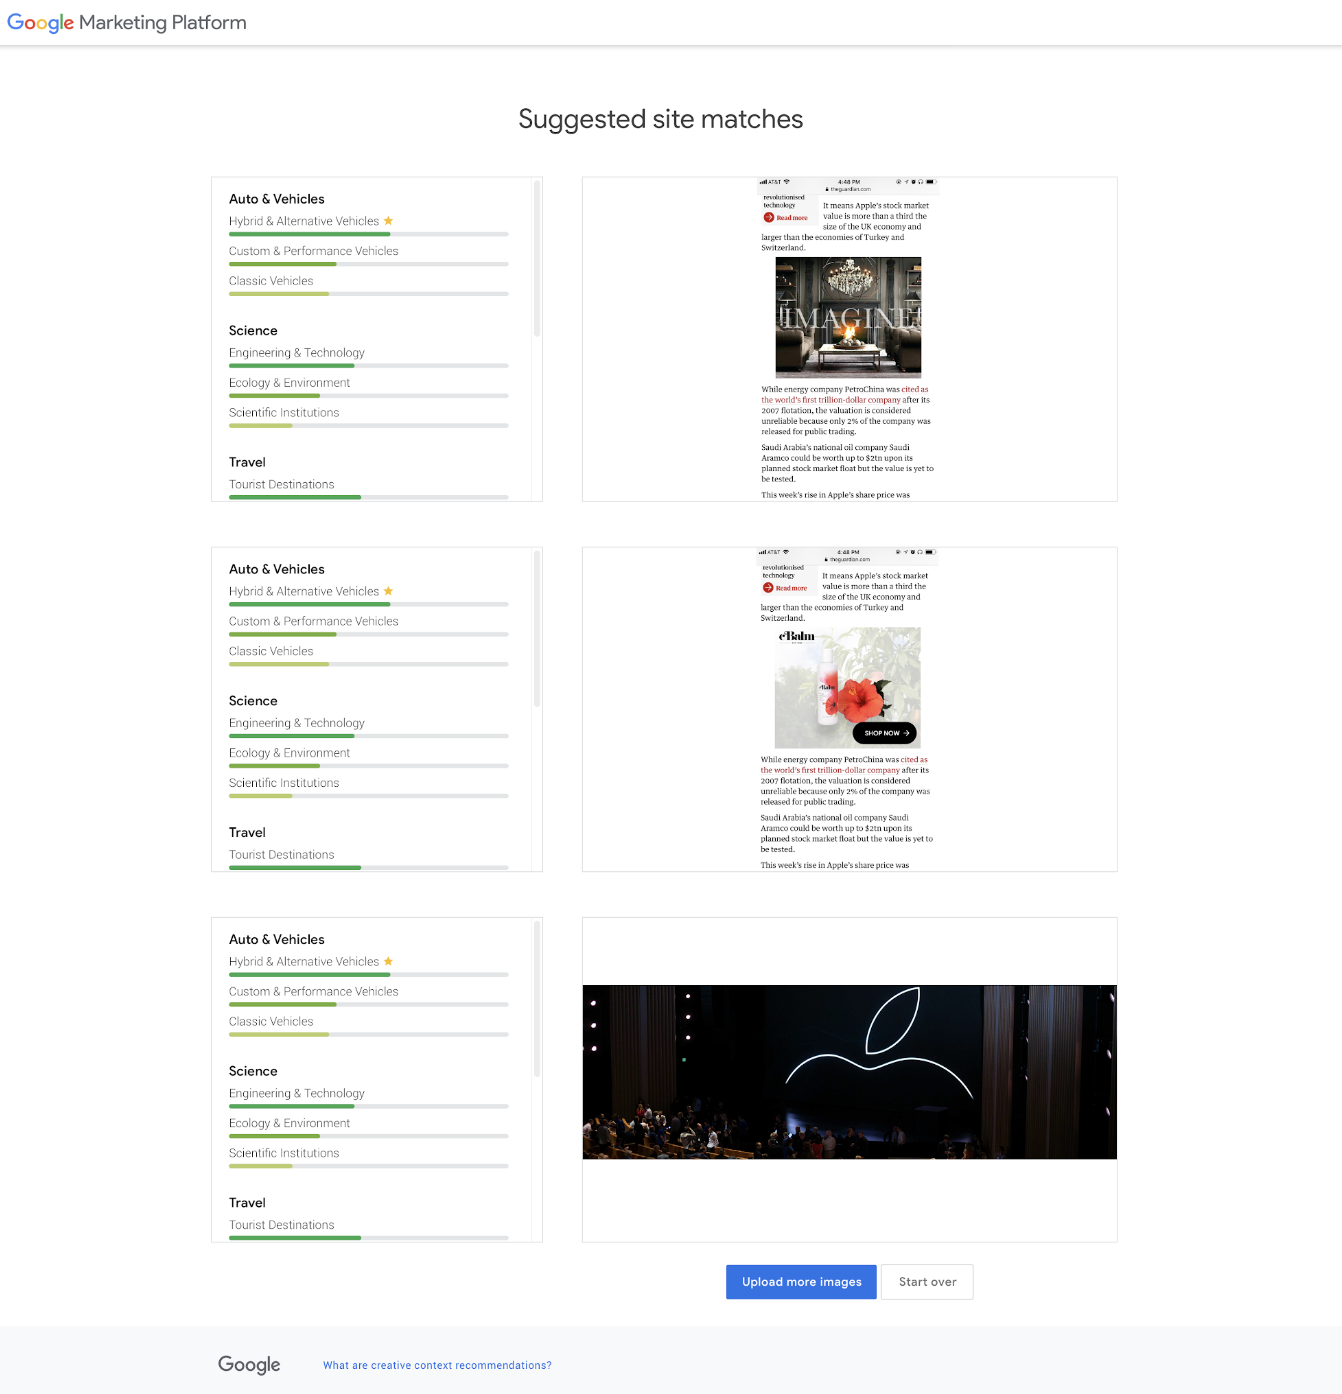 Google Marketing Platform
Suggested site matches
Auto & Vehicles
Hybrid & Alternative Vehicles
Custom & Performance Vehicles
Classic Vehicles
Science
Engineering & Technology
Ecology & Environment
Scientific Institutions
Travel
Tourist Destinations
AT&T 4:48 PM
theguardian.com
revolutionised
technology
Read more
It means Apple's stock market
value is more than a third the
size of the UK economy and
larger than the economies of Turkey and
Switzerland.
IMAGINE
While energy company PetroChina was cited as
the world's first trillion-dollar company after its
2007 flotation, the valuation is considered
unreliable because only 2% of the company was
released for public trading.
Saudi Arabia's national oil company Saudi
Aramco could be worth up to $2tn upon its
planned stock market float but the value is yet to
be tested.
This week's rise in Apple's share price was
Auto & Vehicles
Hybrid & Alternative Vehicles
Custom & Performance Vehicles
Classic Vehicles
Science
Engineering & Technology
Ecology & Environment
Scientific Institutions
Travel
Tourist Destinations
AT&T 4:48 PM
theguardian.com
revolutionised
technology
Read more
It means Apple's stock market
value is more than a third the
size of the UK economy and
larger than the economies of Turkey and
Switzerland.
eBalm
SHOP NOW
While energy company PetroChina was cited as
the world's first trillion-dollar company after its
2007 flotation, the valuation is considered
unreliable because only 2% of the company was
released for public trading.
Saudi Arabia's national oil company Saudi
Aramco could be worth up to $2tn upon its
planned stock market float but the value is yet to
be tested.
This week's rise in Apple's share price was
Auto & Vehicles
Hybrid & Alternative Vehicles
Custom & Performance Vehicles
Classic Vehicles
Science
Engineering & Technology
Ecology & Environment
Scientific Institutions
Travel
Tourist Destinations
Upload more images
Start over
Google
What are creative context recommendations?